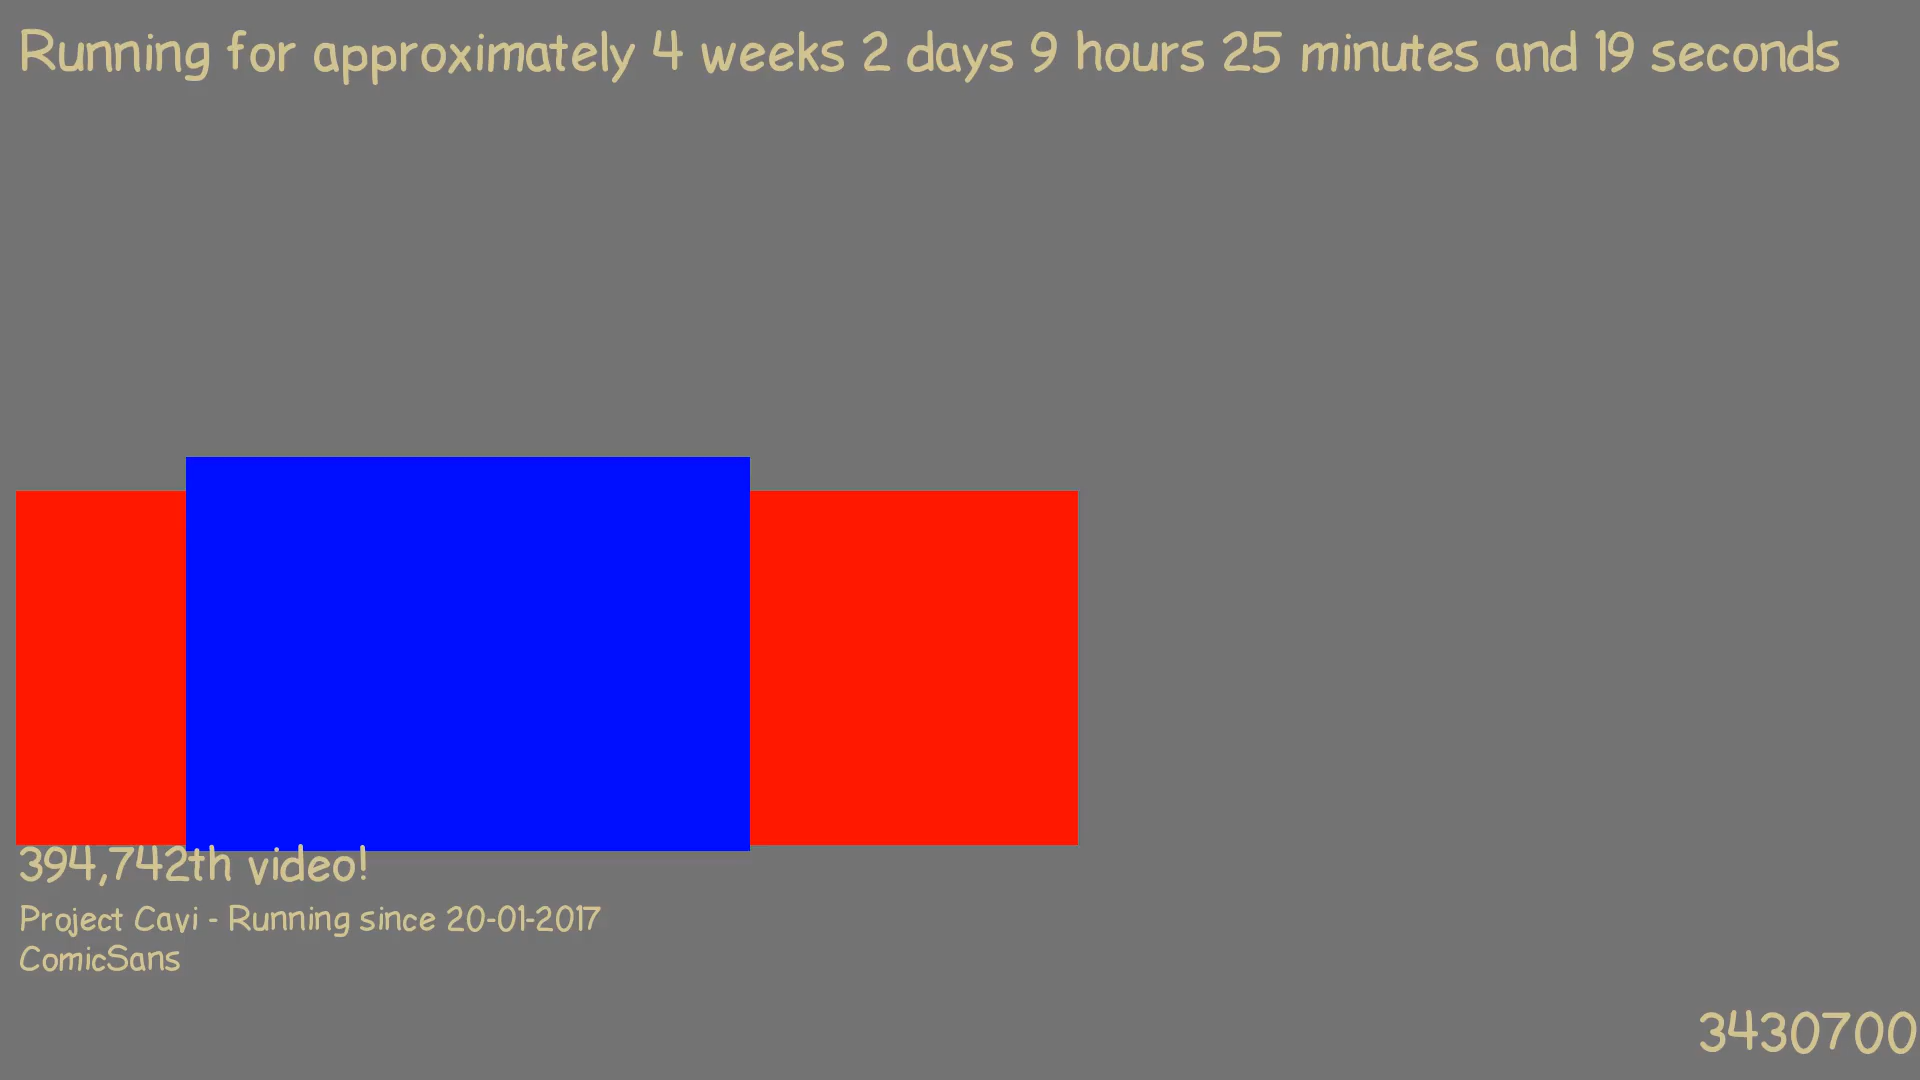 Running for approximately 4 weeks 2 days 9 hours 25 minutes and 19 seconds
394,742th video!
Project Cavi - Running since 20-01-2017
ComicSans
3430700